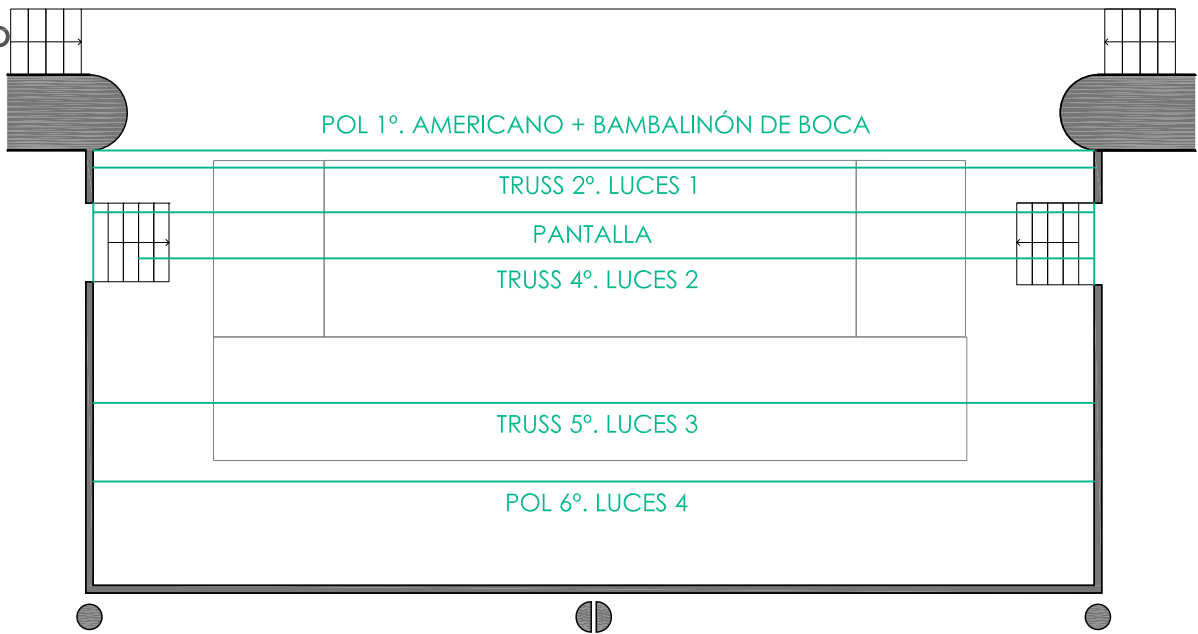 POL 1º. AMERICANO + BAMBALINÓN DE BOCA
TRUSS 2º. LUCES 1
PANTALLA
TRUSS 4º. LUCES 2
TRUSS 5º. LUCES 3
POL 6º. LUCES 4